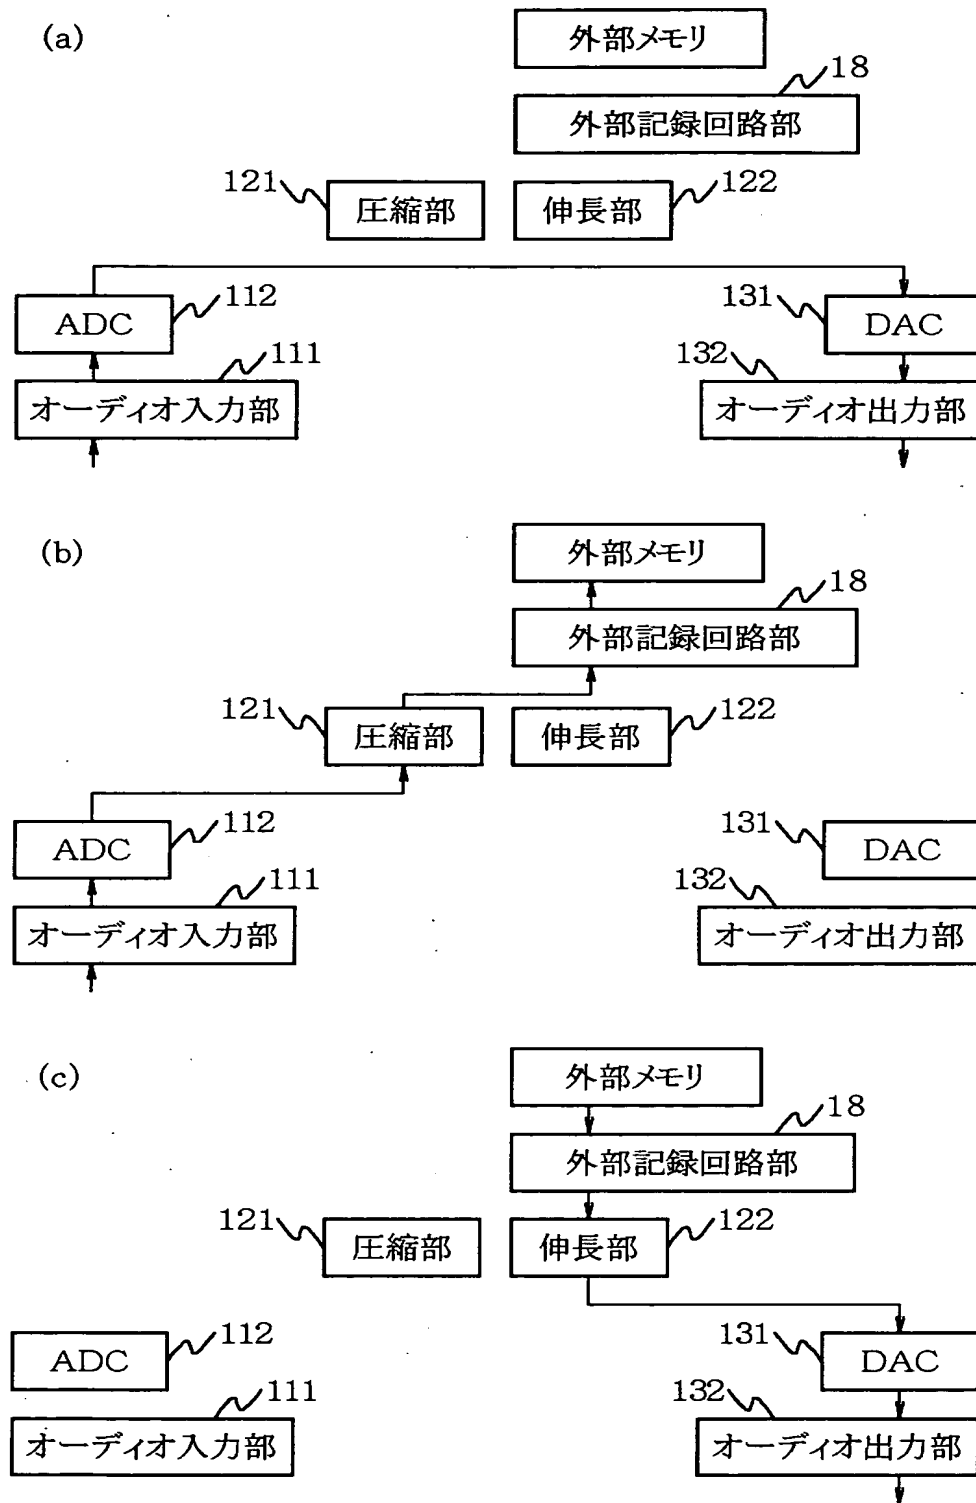 (a)
外部メモリ
18
外部記録回路部
121
圧縮部
伸長部
122
ADC
112
131
DAC
111
オーディオ入力部
132
オーディオ出力部
(b)
外部メモリ
18
外部記録回路部
121
圧縮部
伸長部
122
ADC
112
131
DAC
111
オーディオ入力部
132
オーディオ出力部
(c)
外部メモリ
18
外部記録回路部
121
圧縮部
伸長部
122
ADC
112
131
DAC
111
オーディオ入力部
132
オーディオ出力部